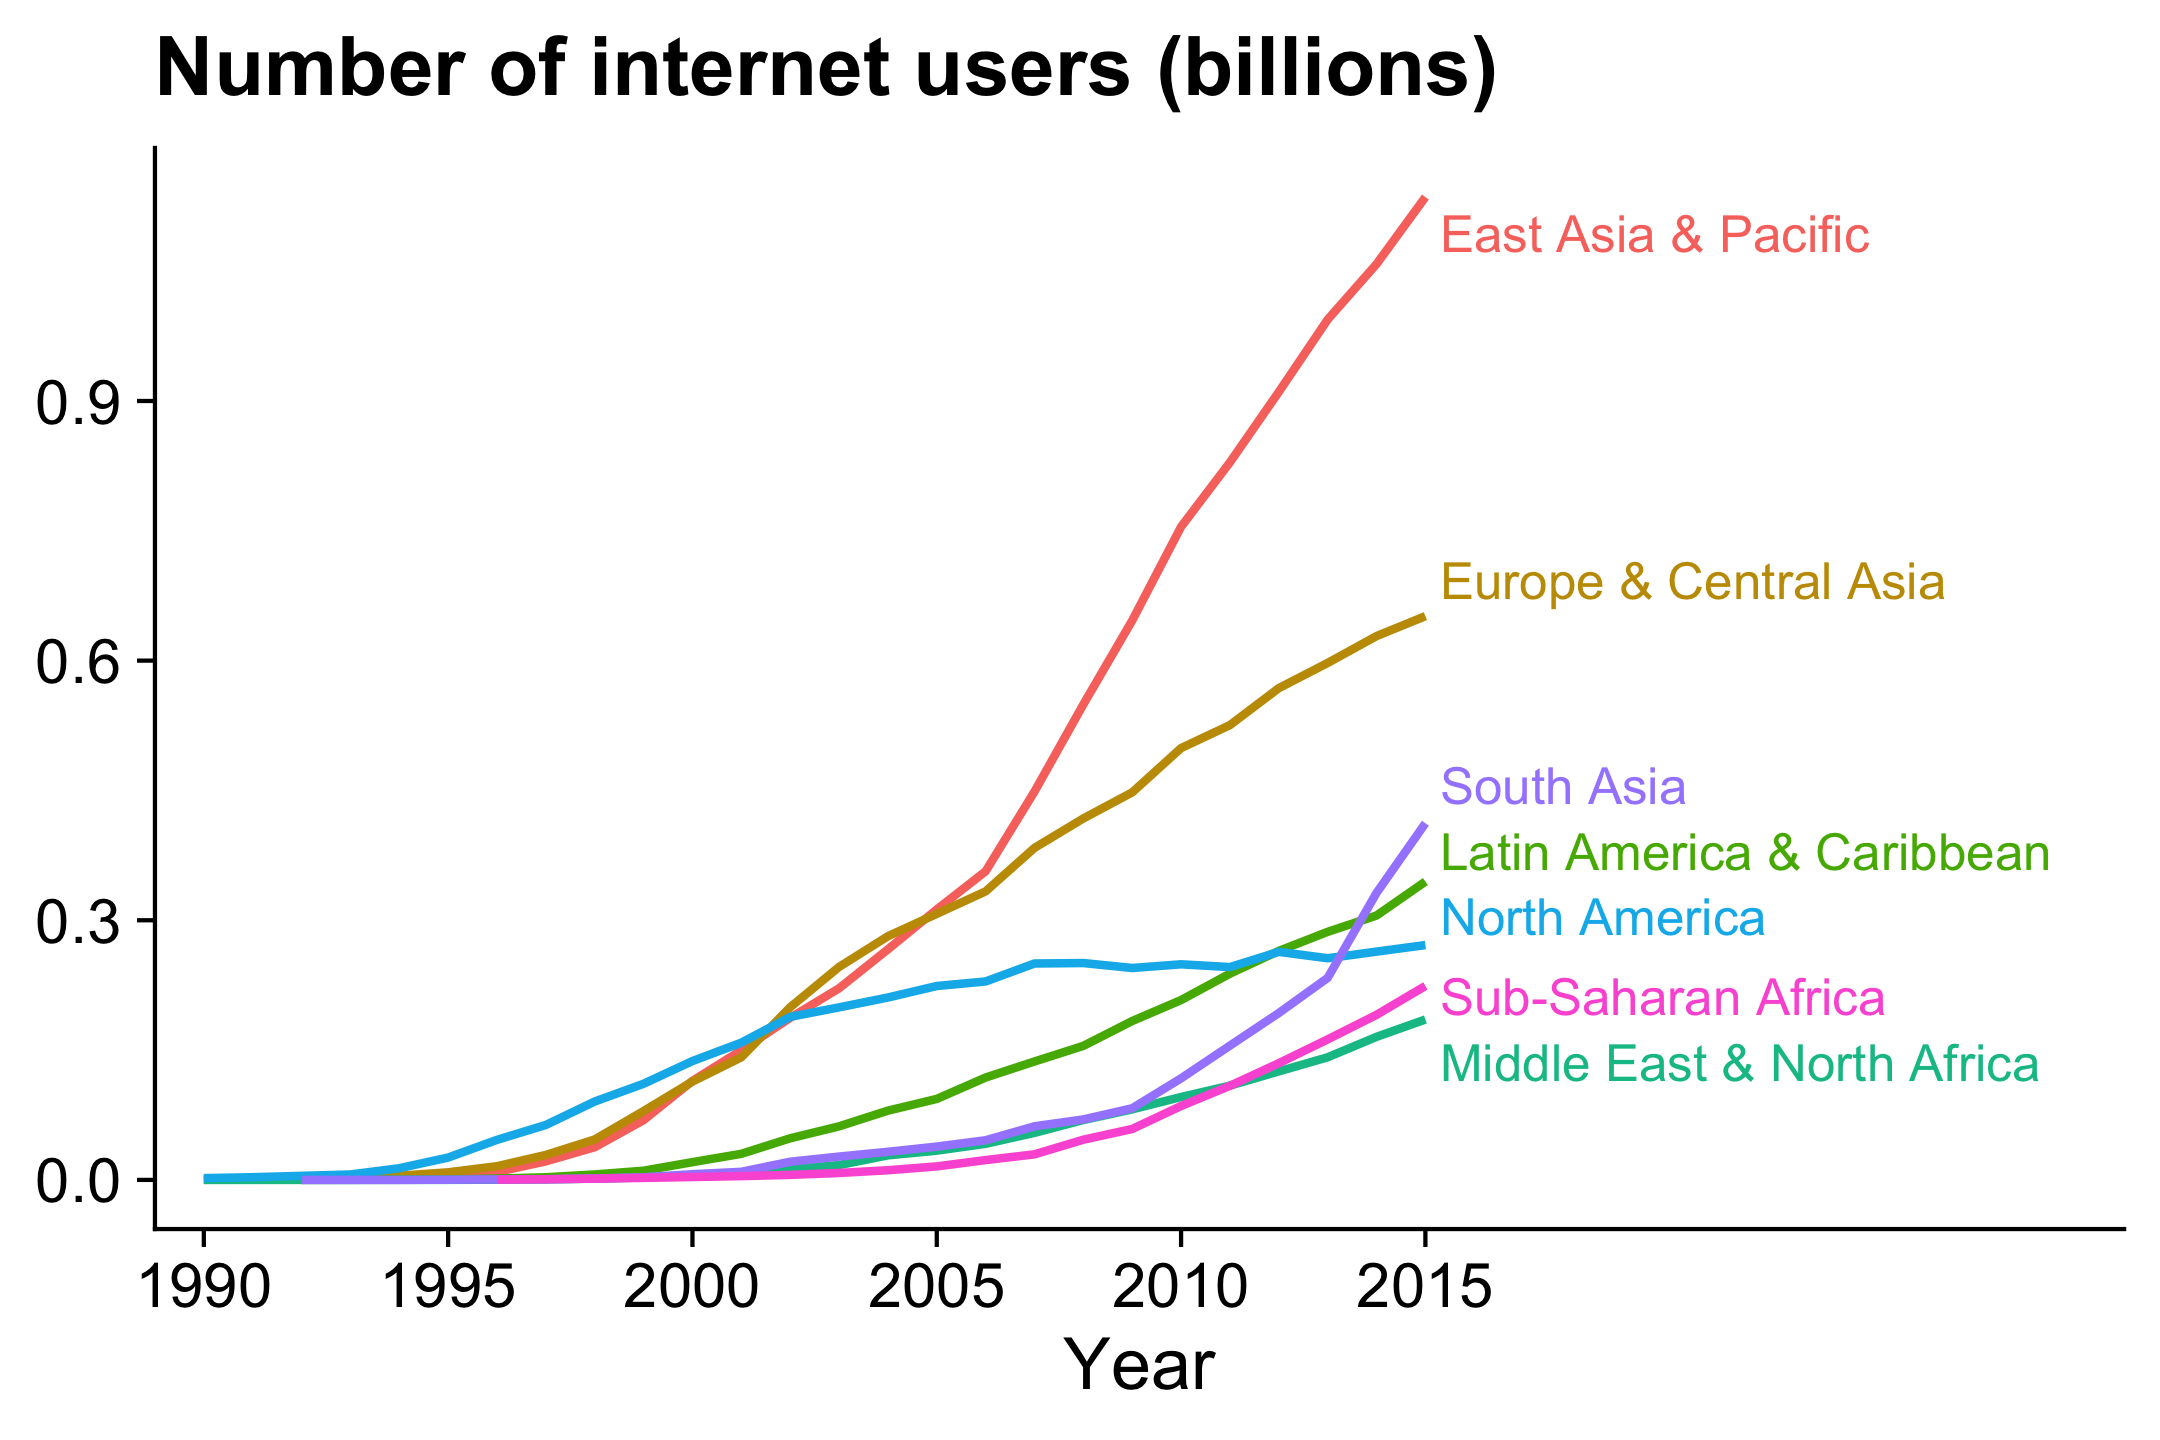 Number of internet users (billions)
0.9
0.6
0.3
0.0
East Asia & Pacific
Europe & Central Asia
South Asia
Latin America & Caribbean
North America
Sub-Saharan Africa
Middle East & North Africa
1990 1995 2000 2005 2010 2015
Year